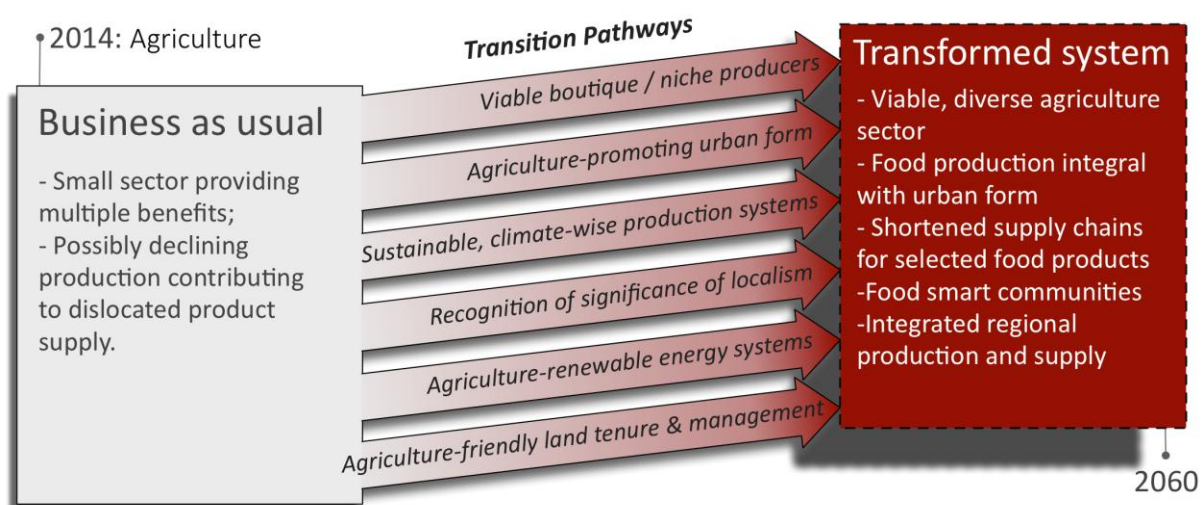 2014: Agriculture
Business as usual
- Small sector providing
multiple benefits;
- Possibly declining
production contributing
to dislocated product
supply.
Transition Pathways
Viable boutique / niche producers
Agriculture-promoting urban form
Sustainable, climate-wise production systems
Recognition of significance of localism
Agriculture-renewable energy systems
Agriculture-friendly land tenure & management
Transformed system
- Viable, diverse agriculture
sector
- Food production integral
with urban form
- Shortened supply chains
for selected food products
-Food smart communities
-Integrated regional
production and supply
2060